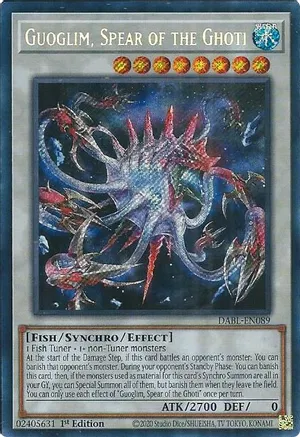 Guoglim, Spear of the Ghoti
DABL-EN089
[Fish/Synchro/Effect]
1 Fish Tuner + 1+ non-Tuner monsters
At the start of the Damage Step, if this card battles an opponent's monster: You can
banish that opponent's monster. During your opponent's Standby Phase: You can banish
this card, then, if the monsters used as material for this card's Synchro Summon are all in
your GY, you can Special Summon all of them, but banish them when they leave the field.
You can only use each effect of "Guoglim, Spear of the Ghoti" once per turn.
ATK/2700 DEF/ 0
02405631 1st Edition ©2020 Studio Dice/SHUEISHA, TV TOKYO, KONAMI